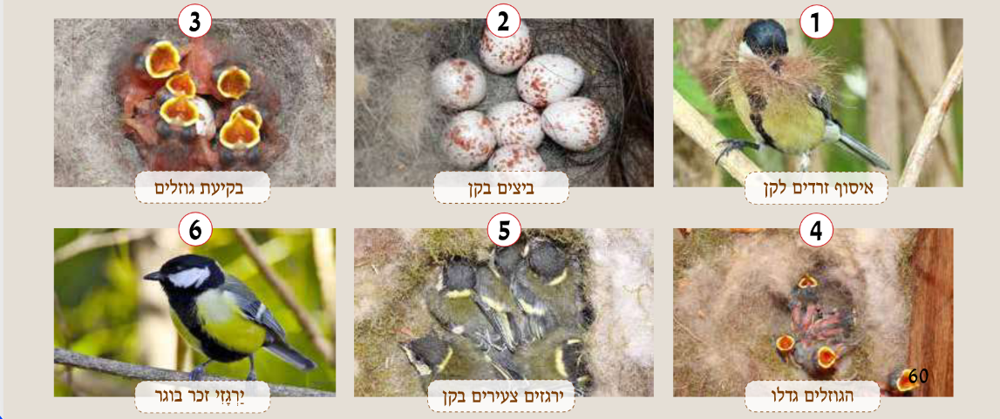 1
איסוף זרדים לקן
2
ביצים בקן
3
בקיעת גוזלים
4
הגוזלים גדלו
60
5
ירגזים צעירים בקן
6
יַרְגָּזִי זכר בוגר